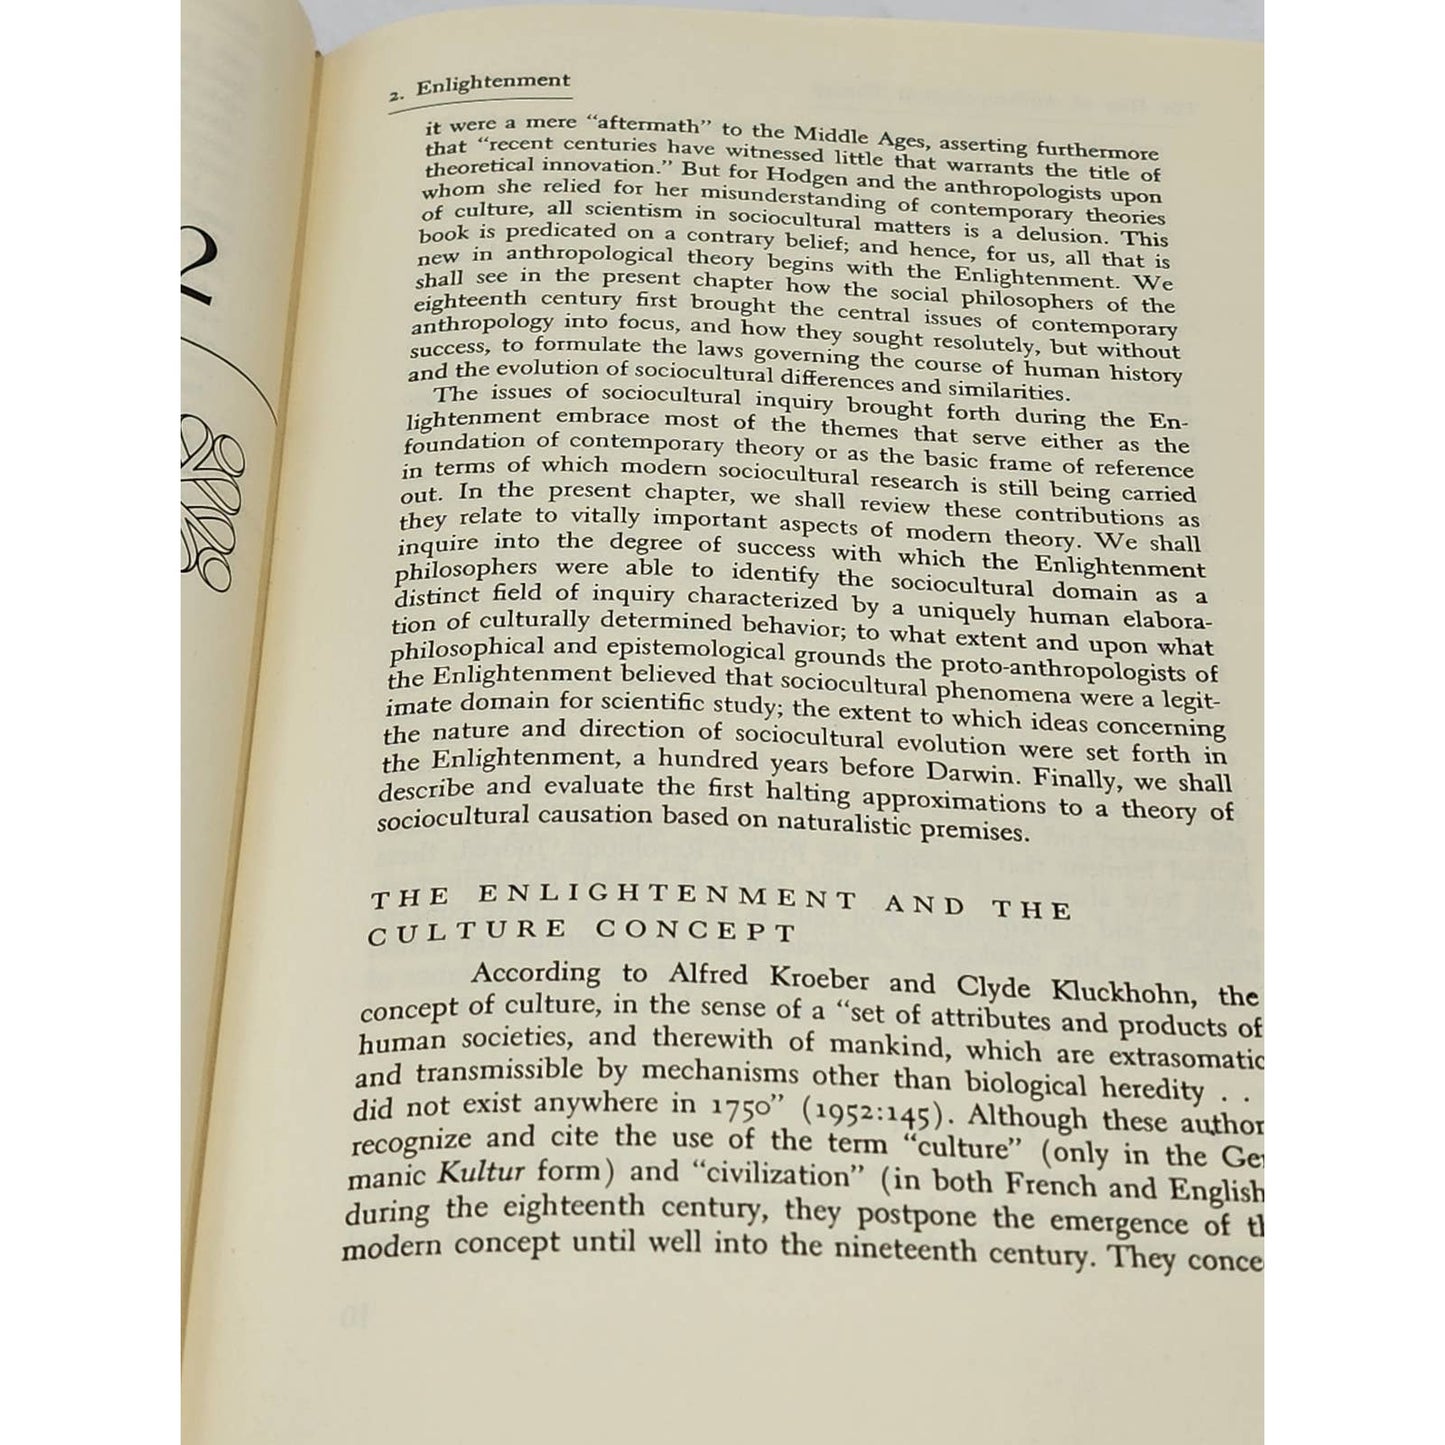 2. Enlightenment
it were a mere “aftermath” to the Middle Ages, asserting furthermore
that “recent centuries have witnessed little that warrants the title of
theoretical innovation.” But for Hodgen and the anthropologists upon
whom she relied for her misunderstanding of contemporary theories
of culture, all scientism in sociocultural matters is a delusion. This
book is predicated on a contrary belief; and hence, for us, all that is
new in anthropological theory begins with the Enlightenment. We
shall see in the present chapter how the social philosophers of the
eighteenth century first brought the central issues of contemporary
anthropology into focus, and how they sought resolutely, but without
success, to formulate the laws governing the course of human history
and the evolution of sociocultural differences and similarities.
The issues of sociocultural inquiry brought forth during the En-
lightenment embrace most of the themes that serve either as the
foundation of contemporary theory or as the basic frame of reference
in terms of which modern sociocultural research is still being carried
out. In the present chapter, we shall review these contributions as
they relate to vitally important aspects of modern theory. We shall
inquire into the degree of success with which the Enlightenment
philosophers were able to identify the sociocultural domain as a
distinct field of inquiry characterized by a uniquely human elabora-
tion of culturally determined behavior; to what extent and upon what
philosophical and epistemological grounds the proto-anthropologists of
the Enlightenment believed that sociocultural phenomena were a legit-
imate domain for scientific study; the extent to which ideas concerning
the nature and direction of sociocultural evolution were set forth in
the Enlightenment, a hundred years before Darwin. Finally, we shall
describe and evaluate the first halting approximations to a theory of
sociocultural causation based on naturalistic premises.
THE ENLIGHTENMENT AND THE
CULTURE CONCEPT
According to Alfred Kroeber and Clyde Kluckhohn, the
concept of culture, in the sense of a “set of attributes and products of
human societies, and therewith of mankind, which are extrasomatic
and transmissible by mechanisms other than biological heredity . .
did not exist anywhere in 1750” (1952:145). Although these author
recognize and cite the use of the term “culture” (only in the Ger
manic Kultur form) and “civilization” (in both French and English
during the eighteenth century, they postpone the emergence of th
modern concept until well into the nineteenth century. They conce
2